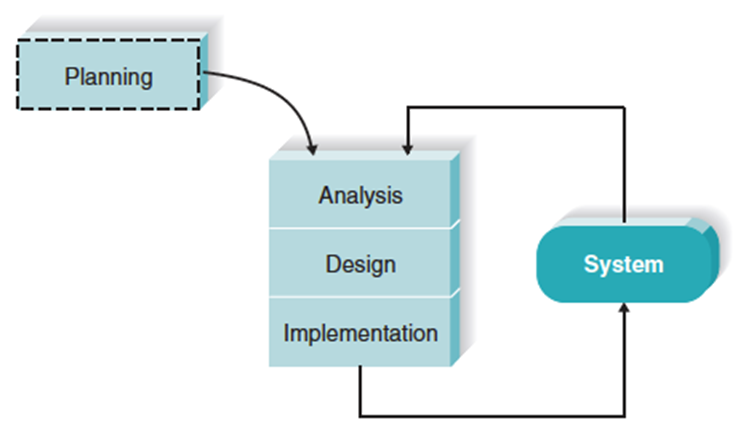 Planning
Analysis
Design
System
Implementation